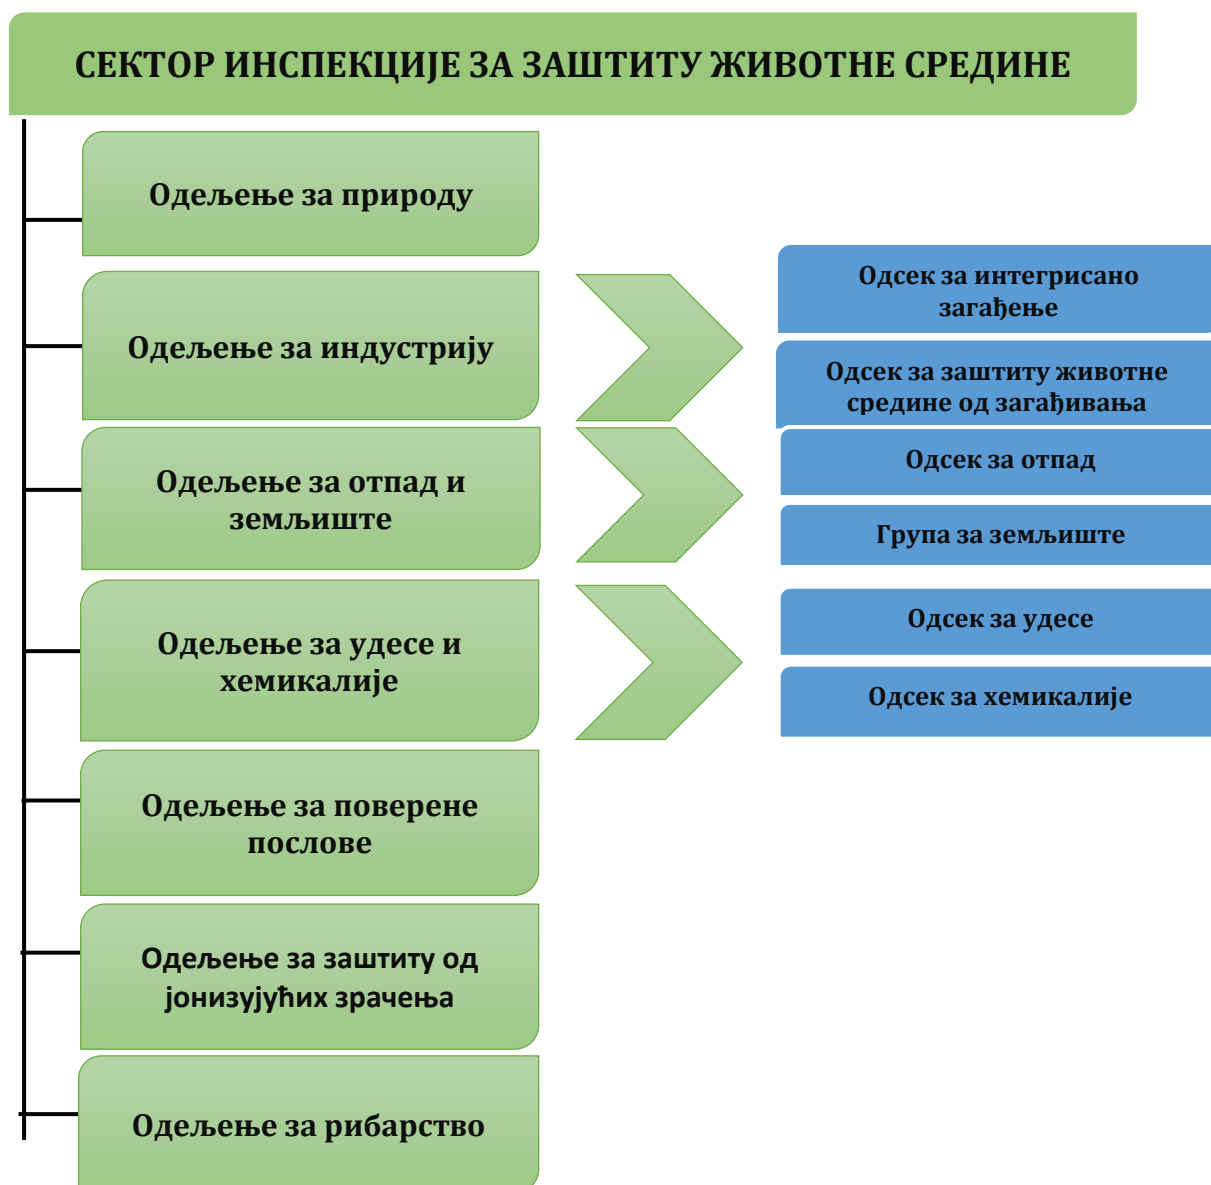 СЕКТОР ИНСПЕКЦИЈЕ ЗА ЗАШТИТУ ЖИВОТНЕ СРЕДИНЕ
Одељење за природу
Одељење за индустрију
Одсек за интегрисано
загађење
Одсек за заштиту животне
средине од загађивања
Одељење за отпад и
земљиште
Одсек за отпад
Група за земљиште
Одељење за удесе и
хемикалије
Одсек за удесе
Одсек за хемикалије
Одељење за поверене
послове
Одељење за заштиту од
јонизујућих зрачења
Одељење за рибарство